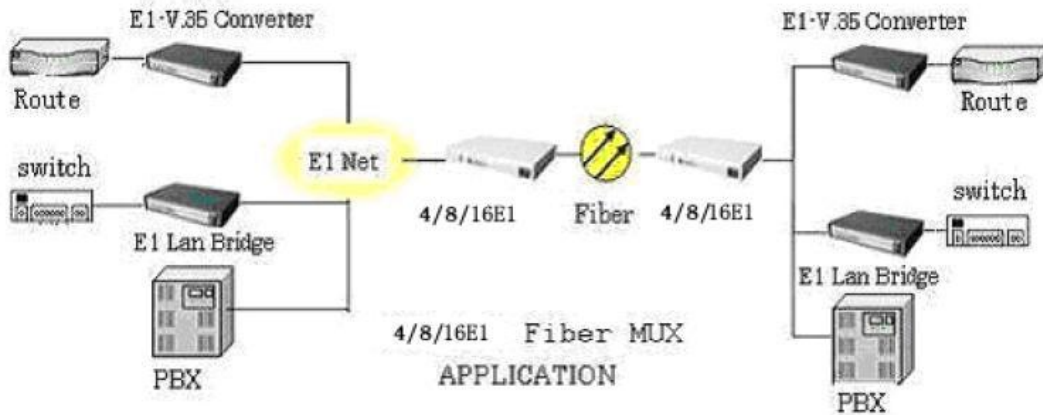 E1-V.35 Converter
Route
switch
E1 Lan Bridge
PBX
E1 Net
4/8/16E1
Fiber
4/8/16E1
E1-V.35 Converter
Route
switch
E1 Lan Bridge
PBX
4/8/16E1 Fiber MUX
APPLICATION